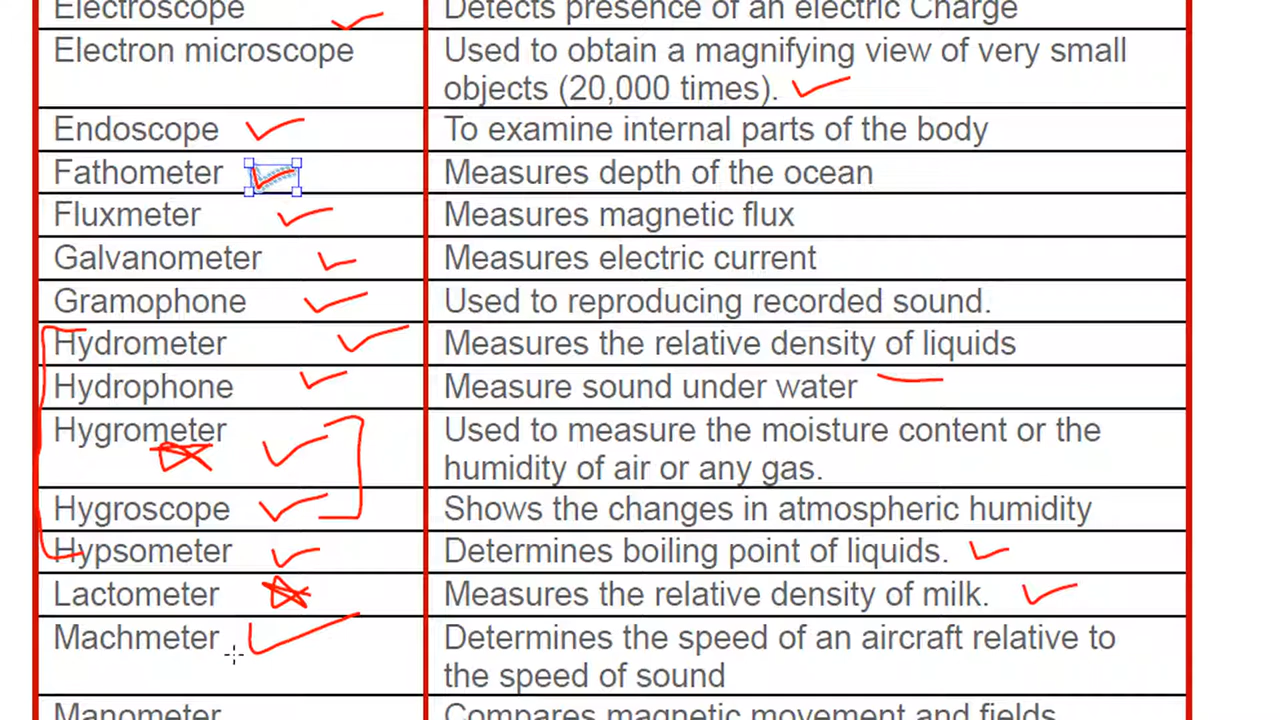 Electroscope Detects presence of an electric Charge
Electron microscope Used to obtain a magnifying view of very small
objects (20,000 times).
Endoscope To examine internal parts of the body
Fathometer Measures depth of the ocean
Fluxmeter Measures magnetic flux
Galvanometer Measures electric current
Gramophone Used to reproducing recorded sound.
Hydrometer Measures the relative density of liquids
Hydrophone Measure sound under water
Hygrometer Used to measure the moisture content or the
humidity of air or any gas.
Hygroscope Shows the changes in atmospheric humidity
Hypsometer Determines boiling point of liquids.
Lactometer Measures the relative density of milk.
Machmeter Determines the speed of an aircraft relative to
the speed of sound
Manometer Compares magnetic movement and fields